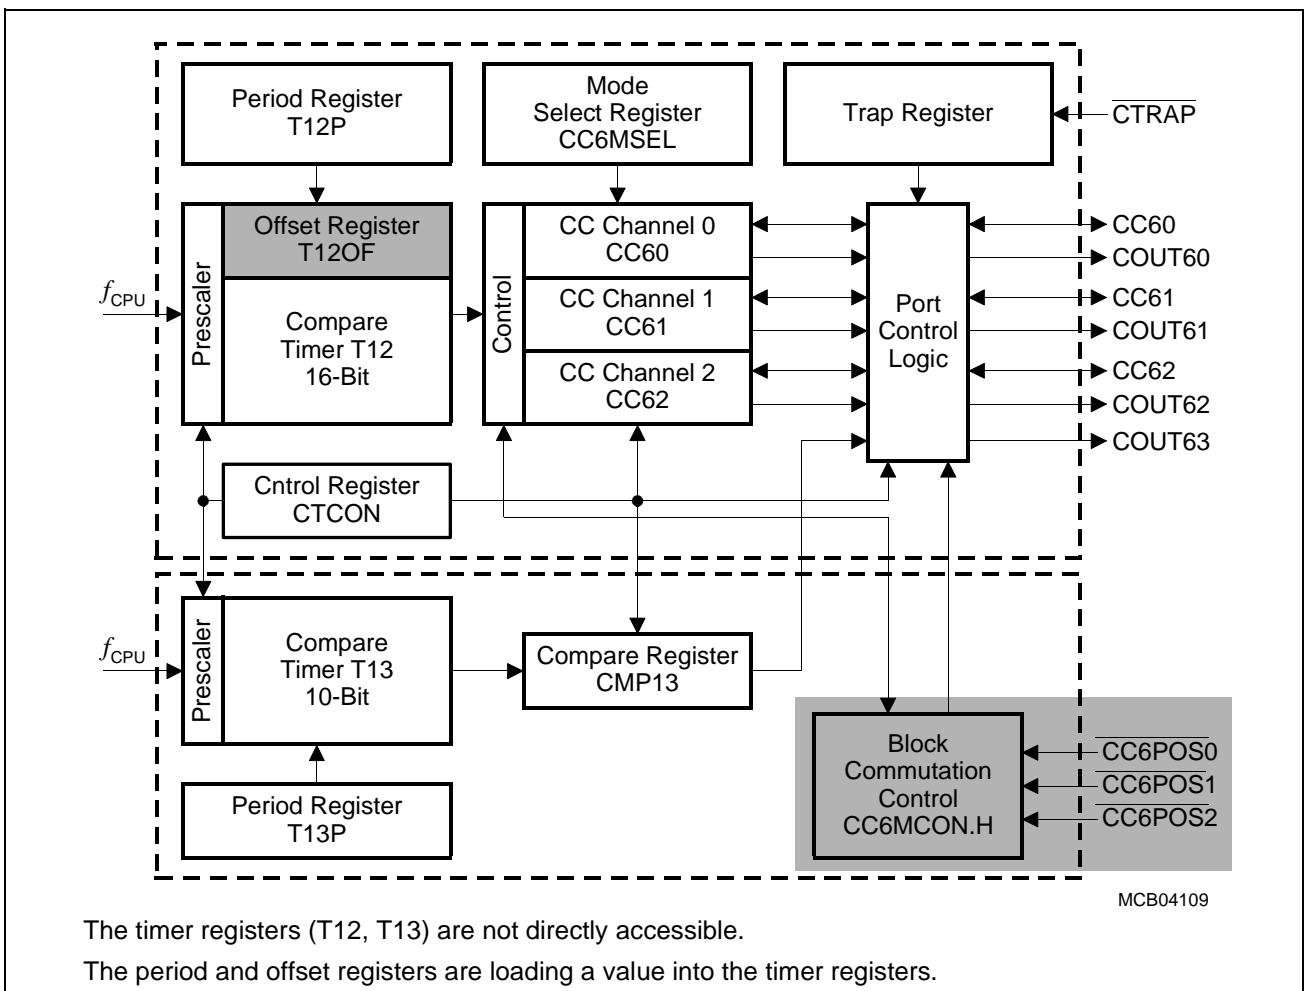 Period Register
T12P
Mode
Select Register
CC6MSEL
Trap Register
CTRAP
Prescaler
Offset Register
T12OF
Compare
Timer T12
16-Bit
fCPU
Control
CC Channel 0
CC60
CC Channel 1
CC61
CC Channel 2
CC62
Port
Control
Logic
CC60
COUT60
CC61
COUT61
CC62
COUT62
COUT63
Cntrol Register
CTCON
fCPU
Prescaler
Compare
Timer T13
10-Bit
Compare Register
CMP13
Period Register
T13P
Block
Commutation
Control
CC6MCON.H
CC6POS0
CC6POS1
CC6POS2
MCB04109
The timer registers (T12, T13) are not directly accessible.
The period and offset registers are loading a value into the timer registers.